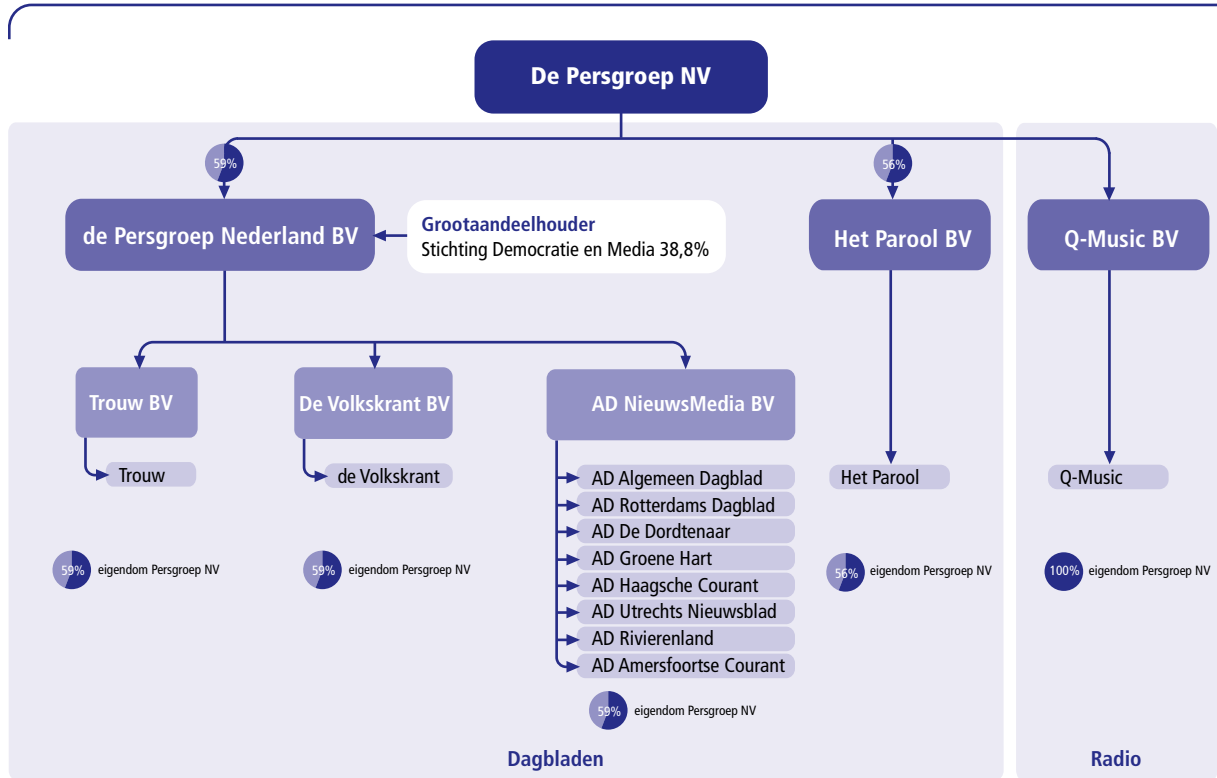 De Persgroep NV
59%
56%
de Persgroep Nederland BV
Grootaandeelhouder
Stichting Democratie en Media 38,8%
Het Parool BV
Q-Music BV
Trouw BV
De Volkskrant BV
AD NieuwsMedia BV
Trouw
de Volkskrant
AD Algemeen Dagblad
AD Rotterdams Dagblad
AD De Dordtenaar
AD Groene Hart
AD Haagsche Courant
AD Utrechts Nieuwsblad
AD Rivierenland
AD Amersfoortse Courant
Het Parool
Q-Music
59% eigendom Persgroep NV
59% eigendom Persgroep NV
59% eigendom Persgroep NV
56% eigendom Persgroep NV
100% eigendom Persgroep NV
Dagbladen
Radio